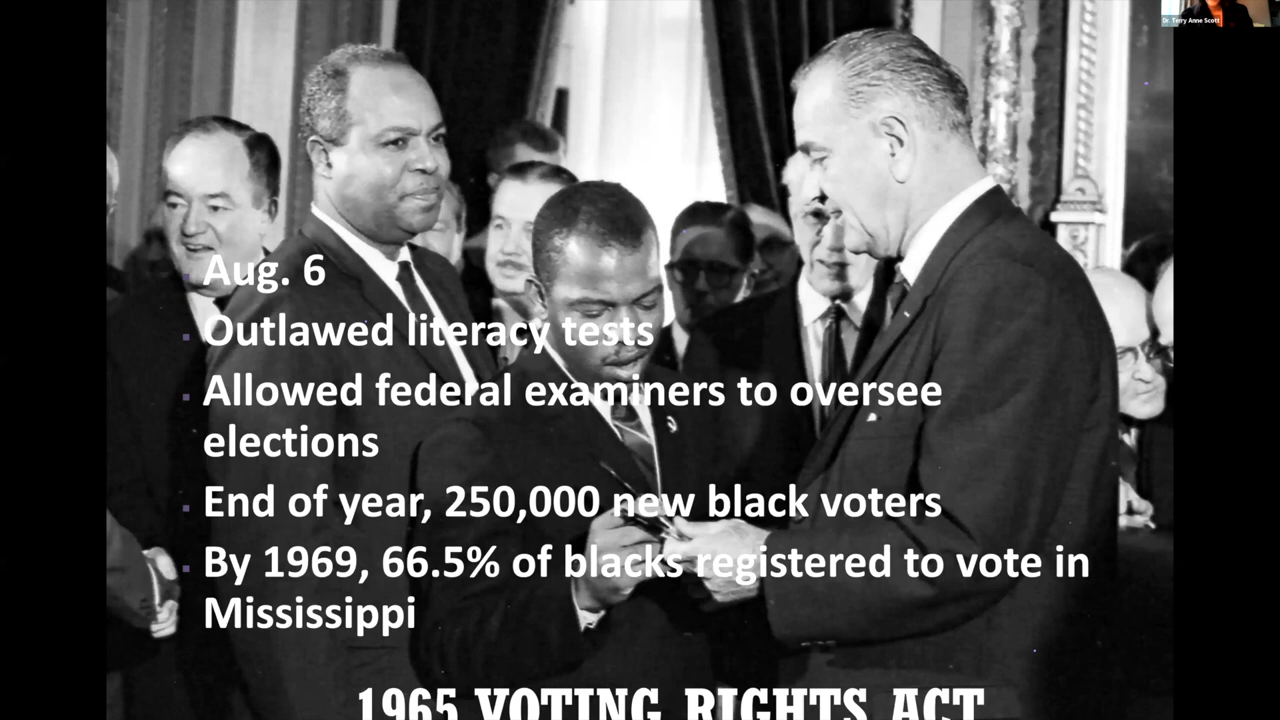 Dr. Terry Anne Scott
Aug. 6
Outlawed literacy tests
Allowed federal examiners to oversee
elections
End of year, 250,000 new black voters
By 1969, 66.5% of blacks registered to vote in
Mississippi
1965 VOTING RIGHTS ACT